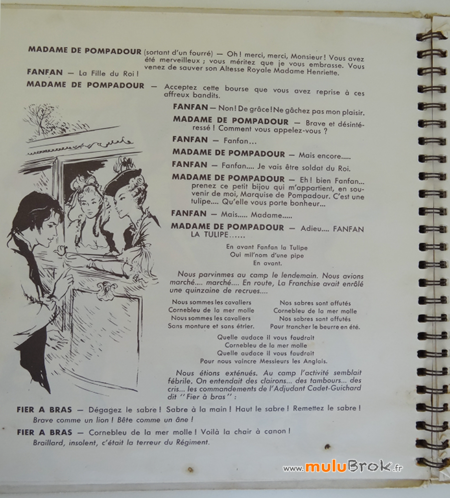 MADAME DE POMPADOUR (sortant d'un fourré) — Oh ! merci, merci, Monsieur ! Vous avez
été merveilleux ; vous méritez que je vous embrasse. Vous
venez de sauver son Altesse Royale Madame Henriette.
FANFAN — La Fille du Roi !
MADAME DE POMPADOUR — Acceptez cette bourse que vous avez reprise à ces
affreux bandits.
FANFAN — Non ! De grâce ! Ne gâchez pas mon plaisir.
MADAME DE POMPADOUR — Brave et désinté-
ressé ! Comment vous appelez-vous ?
FANFAN — Fanfan...
MADAME DE POMPADOUR — Mais encore....
FANFAN — Fanfan.... Je vais être soldat du Roi.
MADAME DE POMPADOUR — Eh ! bien Fanfan...
prenez ce petit bijou qui m'appartient, en sou-
venir de moi, Marquise de Pompadour. C'est une
tulipe.... Qu'elle vous porte bonheur...
FANFAN — Mais..... Madame.....
MADAME DE POMPADOUR — Adieu.... FANFAN
LA TULIPE......
En avant Fanfan la Tulipe
Oui mil'nom d'une pipe
En avant.
Nous parvinmes au camp le lendemain. Nous avions
marché.... marché.... En route, La Franchise avait enrôlé
une quinzaine de recrues....
Nous sommes les cavaliers
Cornebleu de la mer molle
Nous sommes les cavaliers
Sans monture et sans étrier.
Nos sabres sont affutés
Cornebleu de la mer molle
Nos sabres sont affutés
Pour trancher le beurre en été.
Quelle audace il vous faudrait
Cornebleu de la mer molle
Quelle audace il vous faudrait
Pour nous vaincre Messieurs les Anglois.
Nous étions exténués. Au camp l'activité semblait
fébrile. On entendait des clairons... des tambours... des
cris... les commandements de l'Adjudant Cadet-Guichard
dit "Fier à bras" :
FIER A BRAS — Dégagez le sabre ! Sabre à la main ! Haut le sabre ! Remettez le sabre !
Brave comme un lion ! Bête comme un âne !
FIER A BRAS — Cornebleu de la mer molle ! Voilà la chair à canon !
Braillard, insolent, c'était la terreur du Régiment.
www.muluBrok.fr